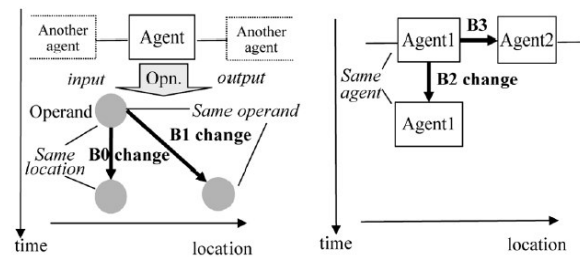 Another
agent
Agent
Another
agent
input
Opn.
output
Operand
Same operand
Same
location
B0 change
B1 change
time
location
Agent1
B3
Agent2
Same
agent
B2 change
Agent1
time
location